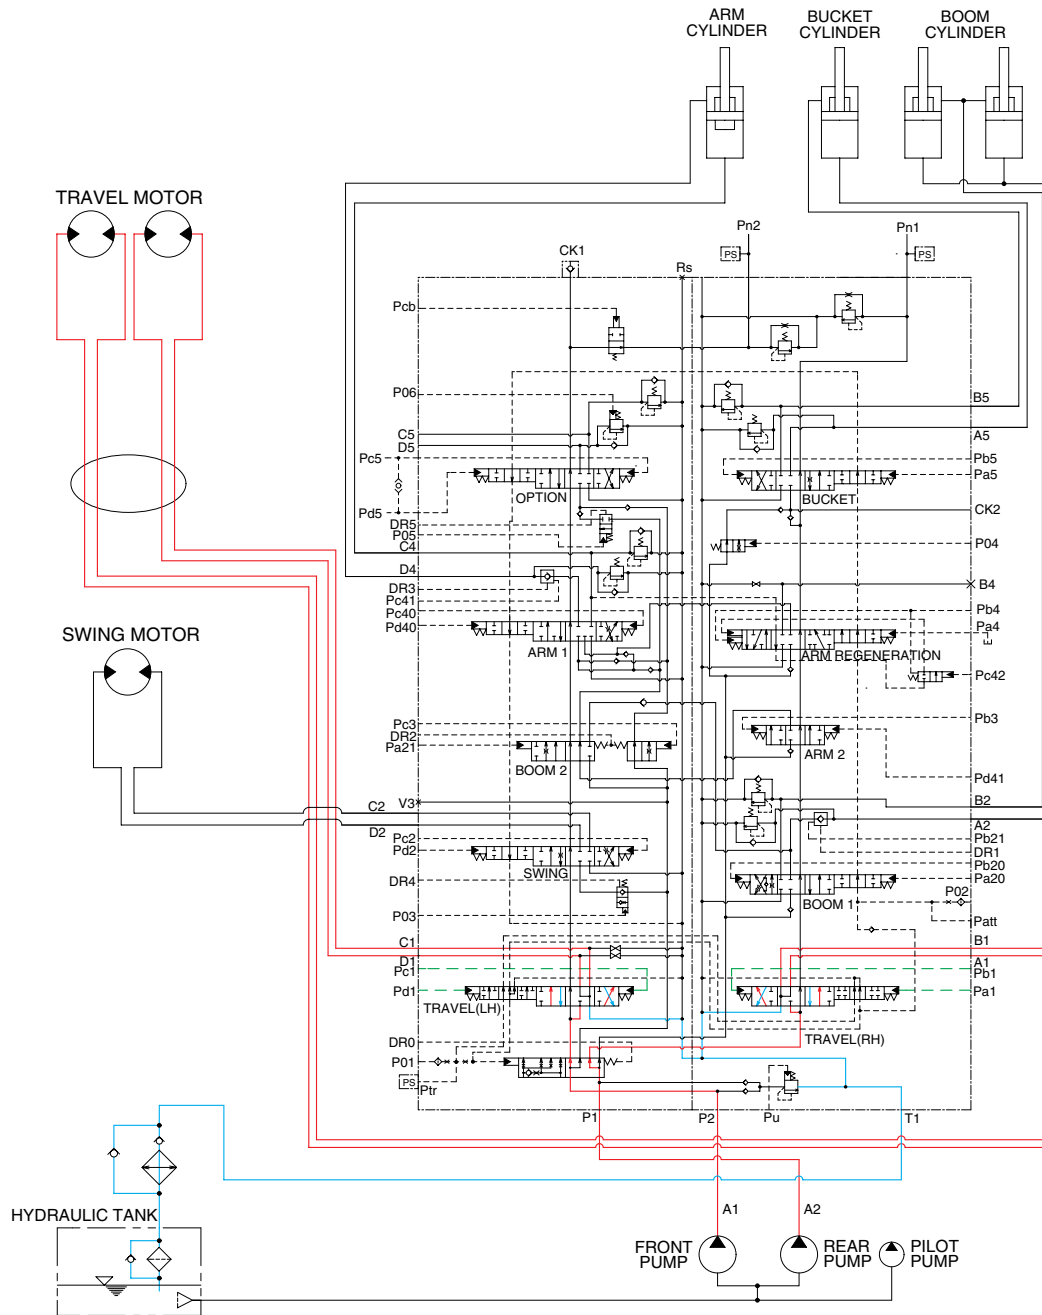 ARM
CYLINDER
BUCKET
CYLINDER
BOOM
CYLINDER
TRAVEL MOTOR
Pn2
Pn1
PS
PS
CK1
Rs
Pcb
P06
B5
C5
D5
A5
Pc5
Pb5
Pa5
OPTION
BUCKET
Pd5
DR5
CK2
P05
C4
P04
D4
DR3
B4
Pc41
Pc40
Pb4
Pd40
Pa4
E
SWING MOTOR
ARM 1
ARM REGENERATION
Pc42
Pc3
Pb3
DR2
Pa21
ARM 2
BOOM 2
Pd41
C2
V3
B2
D2
A2
Pc2
Pb21
Pd2
DR1
Pb20
SWING
Pa20
DR4
BOOM 1
P02
P03
Patt
C1
B1
D1
A1
Pc1
Pb1
Pd1
Pa1
TRAVEL(LH)
TRAVEL(RH)
DR0
P01
PS
Ptr
P1
P2
Pu
T1
HYDRAULIC TANK
A1
A2
FRONT
PUMP
REAR
PUMP
PILOT
PUMP